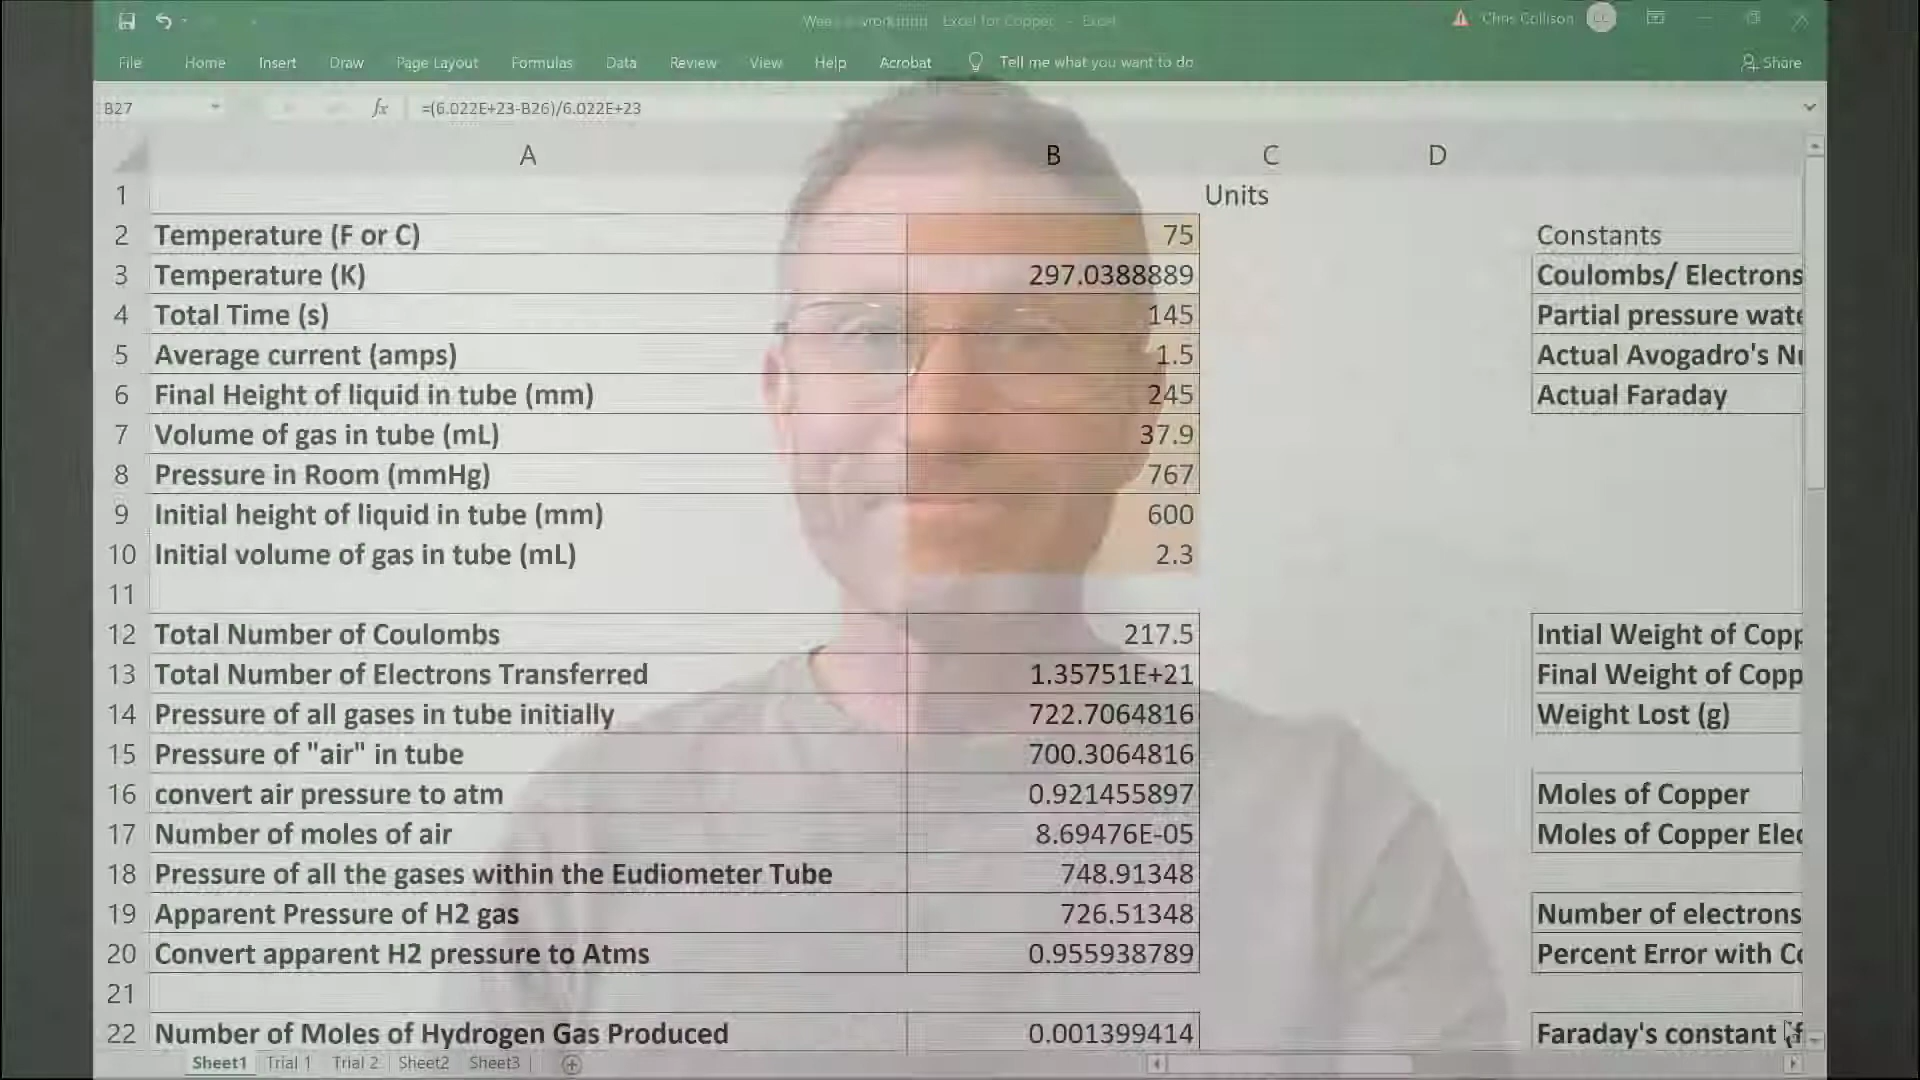 Excel for Copper - Excel
Chris Collison CC
File Home Insert Draw Page Layout Formulas Data Review View Help Acrobat Tell me what you want to do Share
B27 fx =(6.022E+23-B26)/6.022E+23
A B C D
1 Units
2 Temperature (F or C) 75 Constants
3 Temperature (K) 297.0388889 Coulombs/ Electrons
4 Total Time (s) 145 Partial pressure wate
5 Average current (amps) 1.5 Actual Avogadro's Nu
6 Final Height of liquid in tube (mm) 245 Actual Faraday
7 Volume of gas in tube (mL) 37.9
8 Pressure in Room (mmHg) 767
9 Initial height of liquid in tube (mm) 600
10 Initial volume of gas in tube (mL) 2.3
11
12 Total Number of Coulombs 217.5 Intial Weight of Copp
13 Total Number of Electrons Transferred 1.35751E+21 Final Weight of Copp
14 Pressure of all gases in tube initially 722.7064816 Weight Lost (g)
15 Pressure of "air" in tube 700.3064816
16 convert air pressure to atm 0.921455897 Moles of Copper
17 Number of moles of air 8.69476E-05 Moles of Copper Elec
18 Pressure of all the gases within the Eudiometer Tube 748.91348
19 Apparent Pressure of H2 gas 726.51348 Number of electrons
20 Convert apparent H2 pressure to Atms 0.955938789 Percent Error with Co
21
22 Number of Moles of Hydrogen Gas Produced 0.001399414 Faraday's constant (f
Sheet1 Trial 1 Trial 2 Sheet2 Sheet3